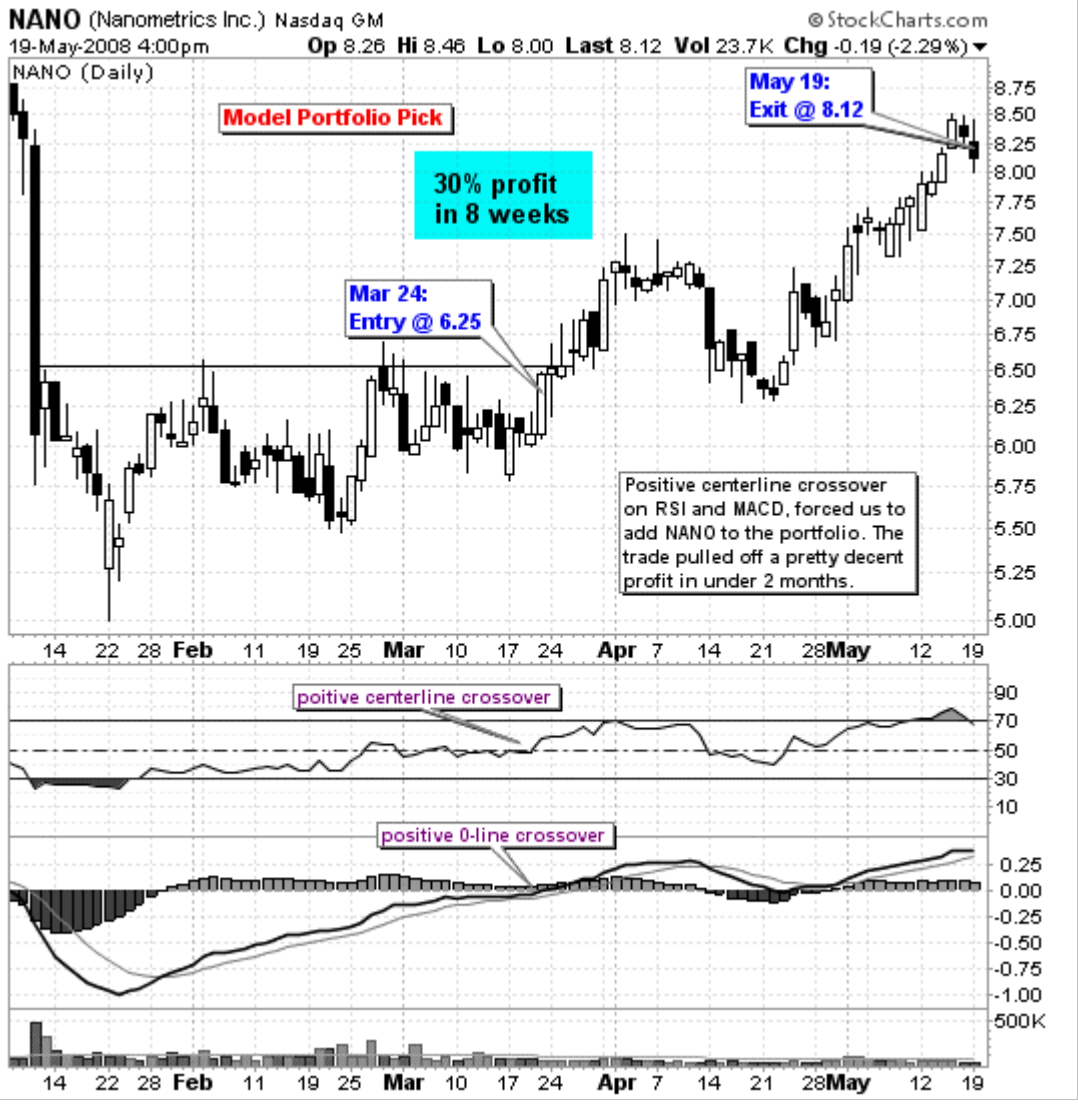 NANO (Nanometrics Inc.) Nasdaq GM © StockCharts.com
19-May-2008 4:00pm Op 8.26 Hi 8.46 Lo 8.00 Last 8.12 Vol 23.7K Chg -0.19 (-2.29%)
NANO (Daily)
May 19:
Exit @ 8.12
Model Portfolio Pick
30% profit
in 8 weeks
Mar 24:
Entry @ 6.25
Positive centerline crossover
on RSI and MACD, forced us to
add NANO to the portfolio. The
trade pulled off a pretty decent
profit in under 2 months.
8.75
8.50
8.25
8.00
7.75
7.50
7.25
7.00
6.75
6.50
6.25
6.00
5.75
5.50
5.25
5.00
14 22 28 Feb 11 19 25 Mar 10 17 24 Apr 7 14 21 28 May 12 19
poitive centerline crossover
90
70
50
30
10
positive 0-line crossover
0.25
0.00
-0.25
-0.50
-0.75
-1.00
500K
14 22 28 Feb 11 19 25 Mar 10 17 24 Apr 7 14 21 28 May 12 19